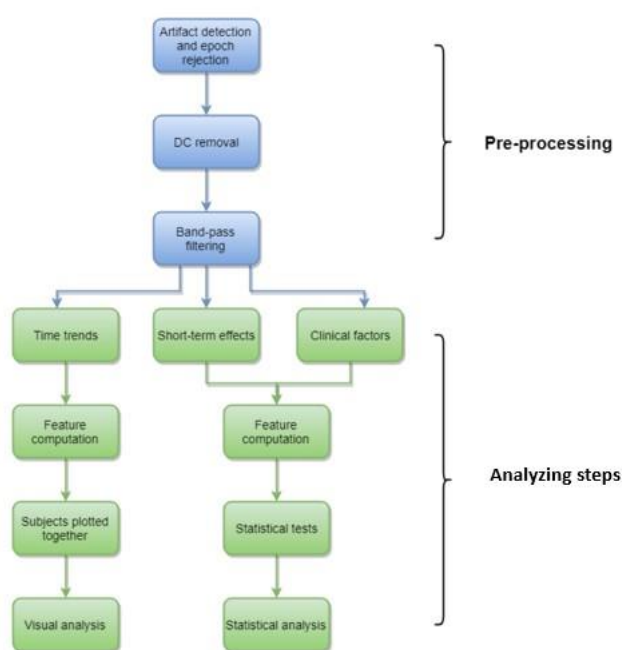 Artifact detection
and epoch
rejection
DC removal
Pre-processing
Band-pass
filtering
Time trends
Short-term effects
Clinical factors
Feature
computation
Feature
computation
Analyzing steps
Subjects plotted
together
Statistical tests
Visual analysis
Statistical analysis